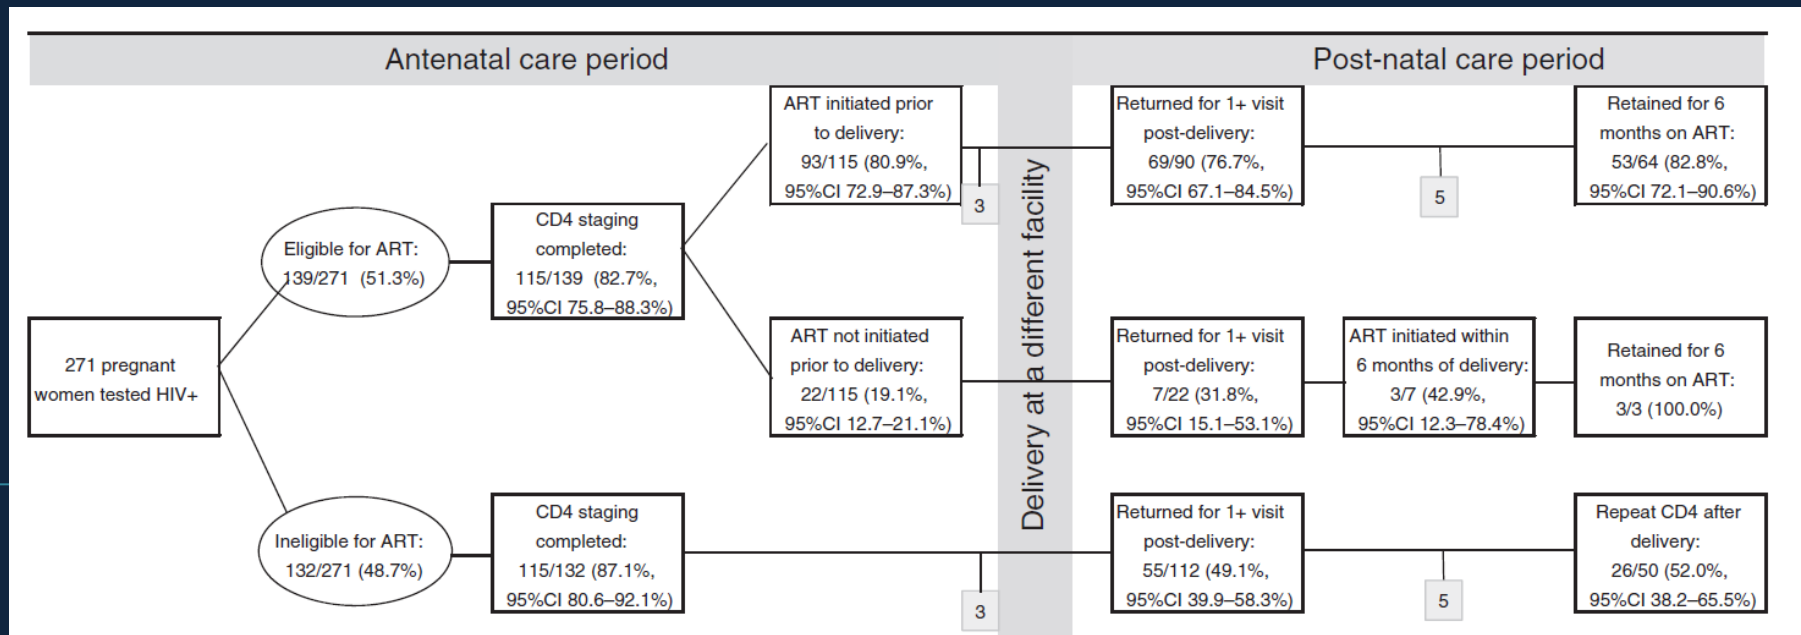 Antenatal care period
Post-natal care period
271 pregnant
women tested HIV+
Eligible for ART:
139/271 (51.3%)
CD4 staging
completed:
115/139 (82.7%,
95%CI 75.8–88.3%)
ART initiated prior
to delivery:
93/115 (80.9%,
95%CI 72.9–87.3%)
3
ART not initiated
prior to delivery:
22/115 (19.1%,
95%CI 12.7–21.1%)
Ineligible for ART:
132/271 (48.7%)
CD4 staging
completed:
115/132 (87.1%,
95%CI 80.6–92.1%)
3
Delivery at a different facility
Returned for 1+ visit
post-delivery:
69/90 (76.7%,
95%CI 67.1–84.5%)
5
Retained for 6
months on ART:
53/64 (82.8%,
95%CI 72.1–90.6%)
Returned for 1+ visit
post-delivery:
7/22 (31.8%,
95%CI 15.1–53.1%)
ART initiated within
6 months of delivery:
3/7 (42.9%,
95%CI 12.3–78.4%)
Retained for 6
months on ART:
3/3 (100.0%)
Returned for 1+ visit
post-delivery:
55/112 (49.1%,
95%CI 39.9–58.3%)
5
Repeat CD4 after
delivery:
26/50 (52.0%,
95%CI 38.2–65.5%)